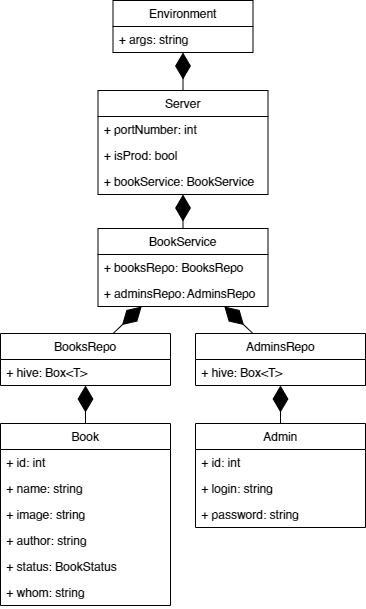 Environment
+ args: string
Server
+ portNumber: int
+ isProd: bool
+ bookService: BookService
BookService
+ booksRepo: BooksRepo
+ adminsRepo: AdminsRepo
BooksRepo
+ hive: Box<T>
AdminsRepo
+ hive: Box<T>
Book
+ id: int
+ name: string
+ image: string
+ author: string
+ status: BookStatus
+ whom: string
Admin
+ id: int
+ login: string
+ password: string